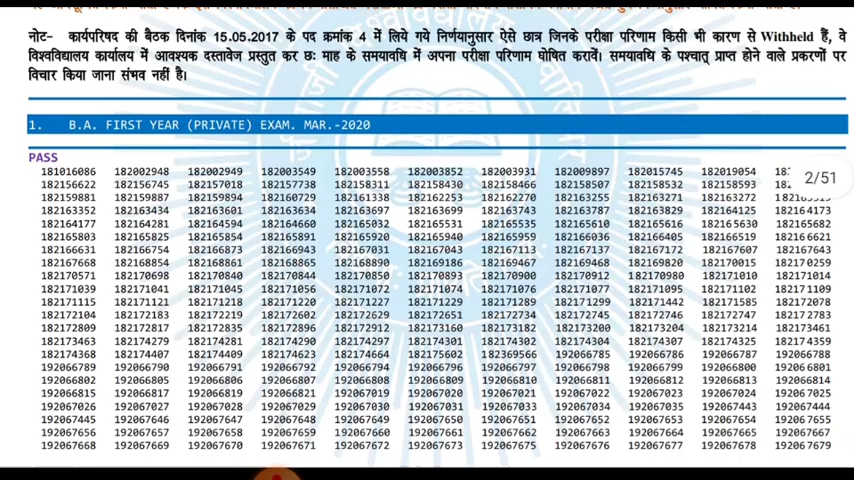 नोट- कार्यपरिषद की बैठक दिनांक 15.05.2017 के पद क्रमांक 4 में लिये गये निर्णयानुसार ऐसे छात्र जिनके परीक्षा परिणाम किसी भी कारण से Withheld हैं, वे
विश्वविद्यालय कार्यालय में आवश्यक दस्तावेज प्रस्तुत कर छः माह के समयावधि में अपना परीक्षा परिणाम घोषित करावें। समयावधि के पश्चात् प्राप्त होने वाले प्रकरणों पर
विचार किया जाना संभव नहीं है।
1. B.A. FIRST YEAR (PRIVATE) EXAM. MAR.-2020
PASS
2/51
181016086 182002948 182002949 182003549 182003558 182003852 182003931 182009897 182015745 182019054
182156622 182156745 182157018 182157738 182158311 182158430 182158466 182158507 182158532 182158593
182159881 182159887 182159894 182160729 182161338 182162253 182162270 182163255 182163271 182163272
182163352 182163434 182163601 182163634 182163697 182163699 182163743 182163787 182163829 182164125 182164173
182164177 182164281 182164594 182164660 182165032 182165531 182165535 182165610 182165616 182165630 182165682
182165803 182165825 182165854 182165891 182165920 182165940 182165959 182166036 182166405 182166519 182166621
182166631 182166754 182166873 182166943 182167031 182167043 182167113 182167137 182167172 182167607 182167643
182167668 182168854 182168861 182168865 182168890 182169186 182169467 182169468 182169820 182170015 182170259
182170571 182170698 182170840 182170844 182170850 182170893 182170900 182170912 182170980 182171010 182171014
182171039 182171041 182171045 182171056 182171072 182171074 182171076 182171077 182171095 182171102 182171109
182171115 182171121 182171218 182171220 182171227 182171229 182171289 182171299 182171442 182171585 182172078
182172104 182172183 182172219 182172602 182172629 182172651 182172734 182172745 182172746 182172747 182172783
182172809 182172817 182172835 182172896 182172912 182173160 182173182 182173200 182173204 182173214 182173461
182173463 182174279 182174281 182174290 182174297 182174301 182174302 182174304 182174307 182174325 182174359
182174368 182174407 182174409 182174623 182174664 182175602 182369566 192066785 192066786 192066787 192066788
192066789 192066790 192066791 192066792 192066794 192066796 192066797 192066798 192066799 192066800 192066801
192066802 192066805 192066806 192066807 192066808 192066809 192066810 192066811 192066812 192066813 192066814
192066815 192066817 192066819 192066821 192067019 192067020 192067021 192067022 192067023 192067024 192067025
192067026 192067027 192067028 192067029 192067030 192067031 192067033 192067034 192067035 192067443 192067444
192067445 192067646 192067647 192067648 192067649 192067650 192067651 192067652 192067653 192067654 192067655
192067656 192067657 192067658 192067659 192067660 192067661 192067662 192067663 192067664 192067665 192067667
192067668 192067669 192067670 192067671 192067672 192067673 192067675 192067676 192067677 192067678 192067679